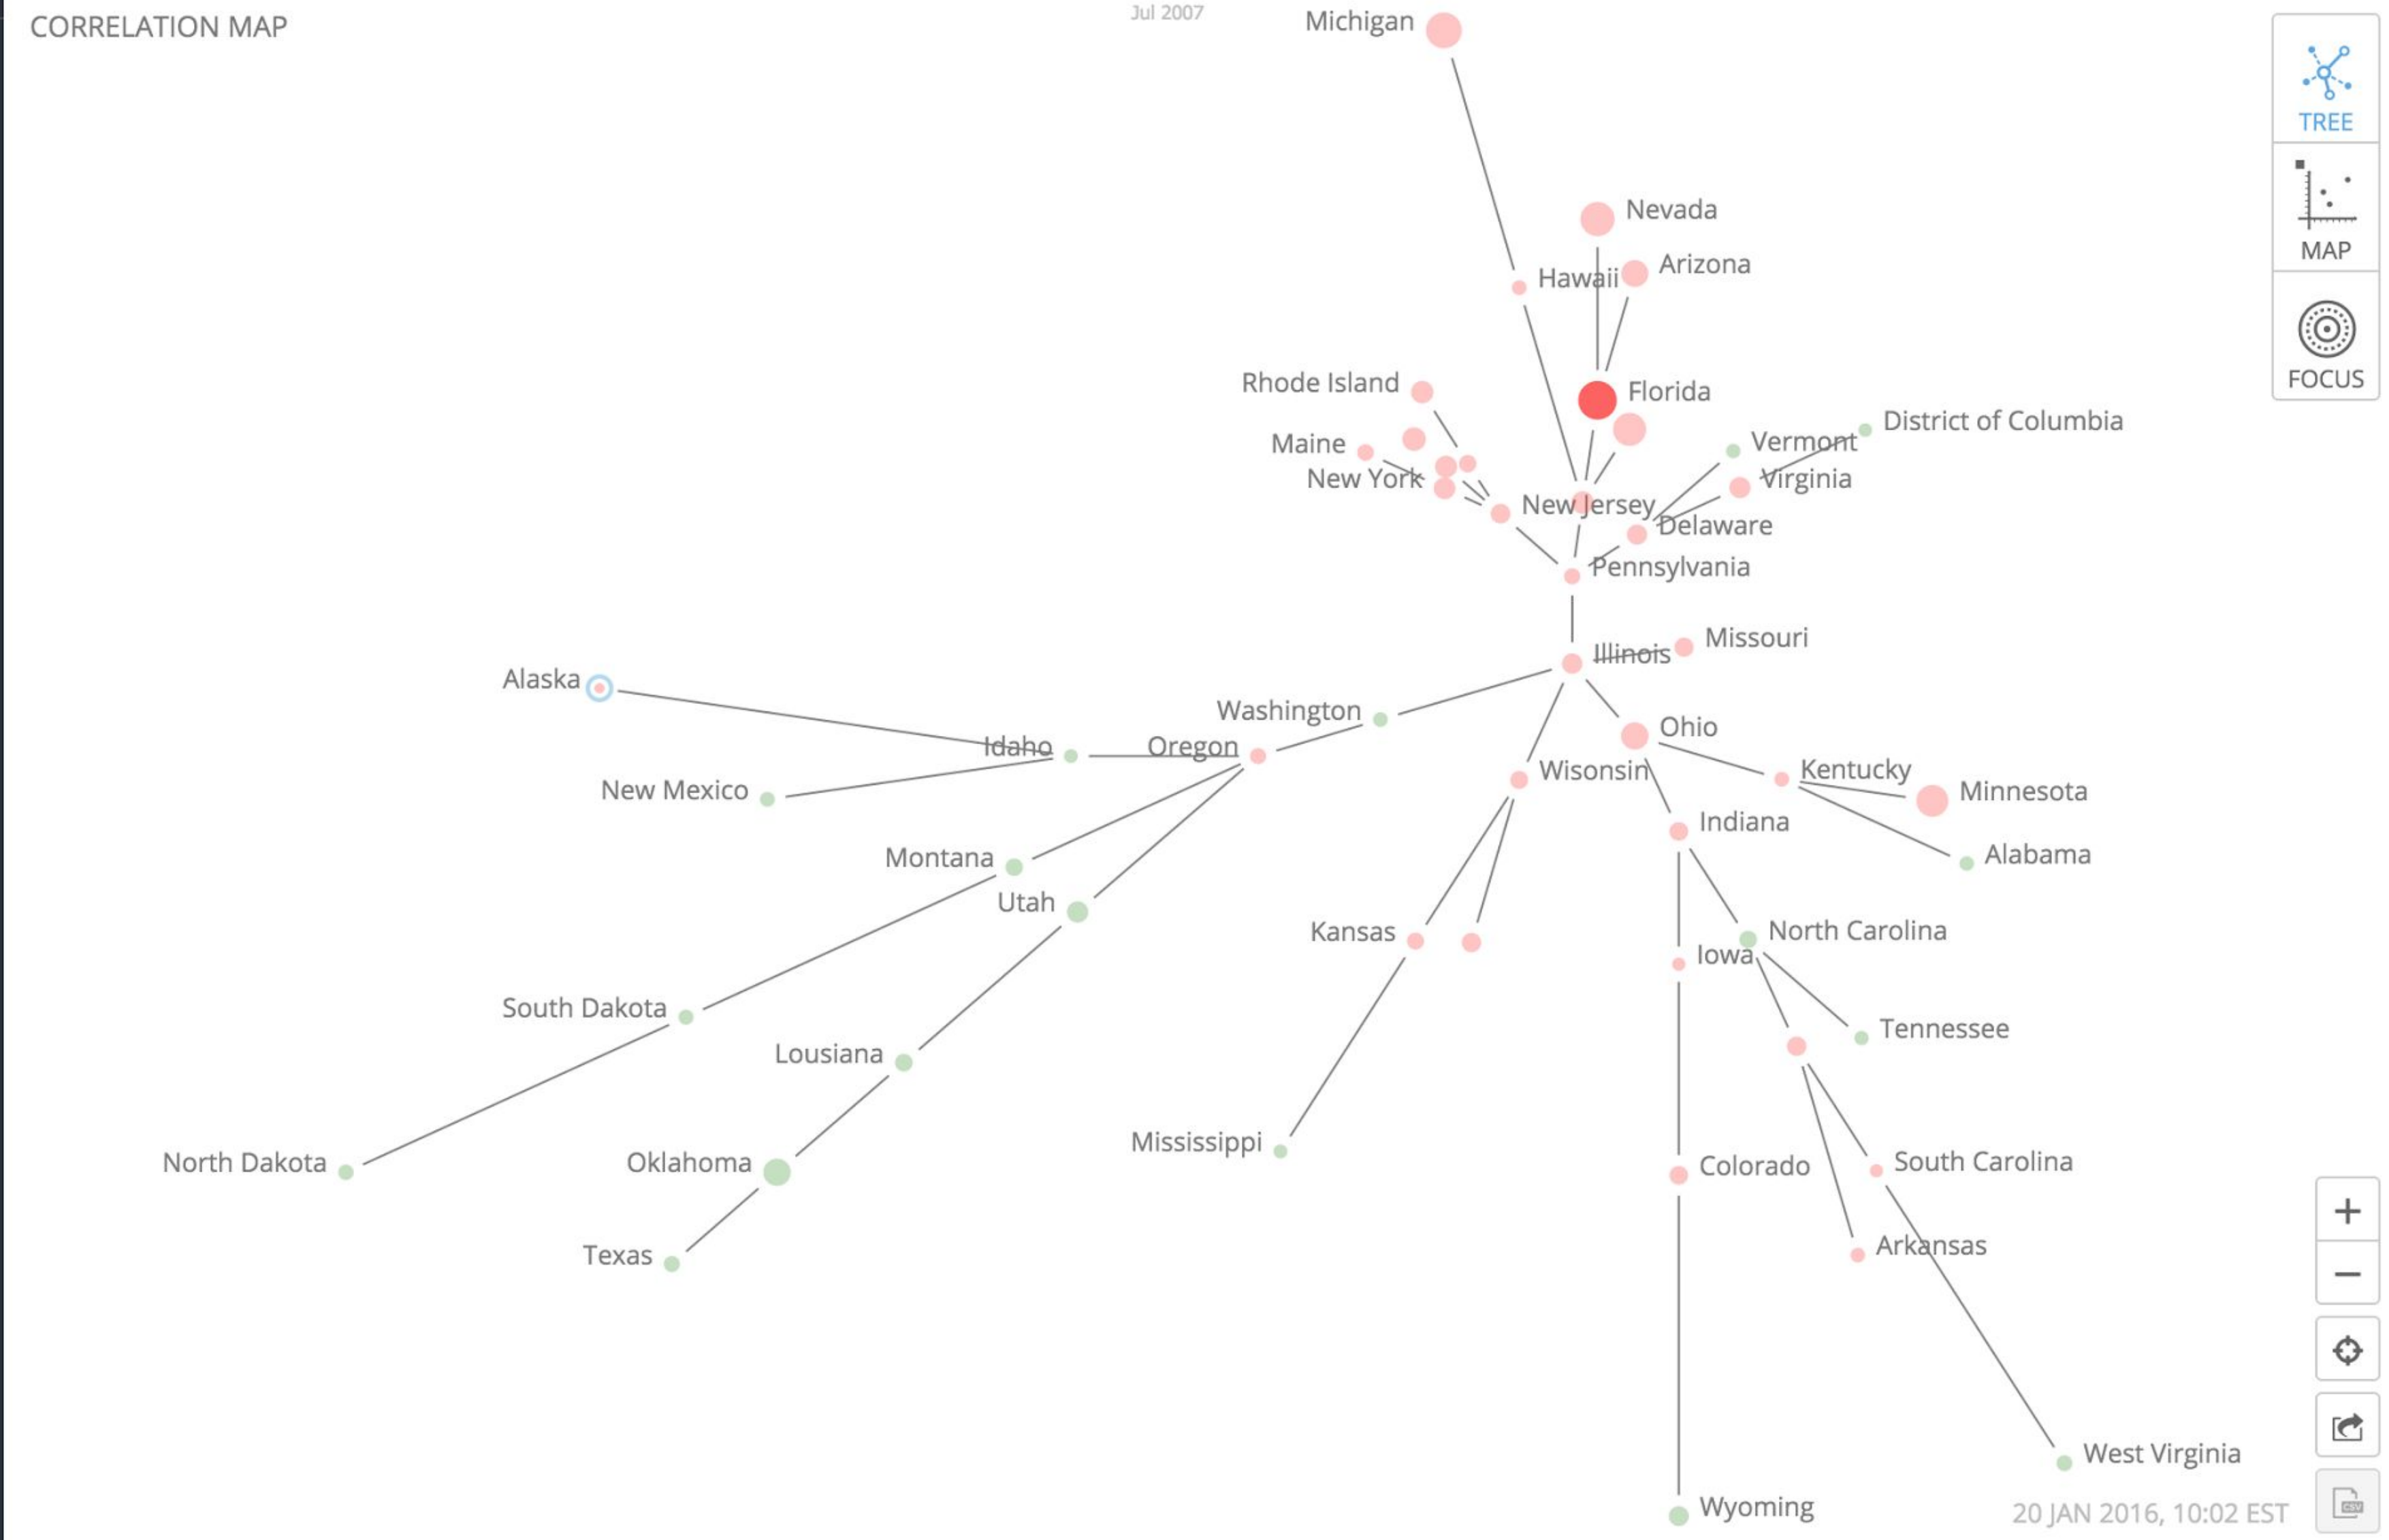 CORRELATION MAP
Jul 2007
Michigan
TREE
Nevada
MAP
Arizona
Hawaii
FOCUS
Rhode Island
Florida
District of Columbia
Maine
Vermont
New York
Virginia
New Jersey
Delaware
Pennsylvania
Missouri
Illinois
Alaska
Washington
Ohio
Idaho
Oregon
Wisonsin
Kentucky
New Mexico
Minnesota
Indiana
Montana
Alabama
Utah
Kansas
North Carolina
Iowa
South Dakota
Tennessee
Lousiana
Mississippi
North Dakota
Oklahoma
Colorado
South Carolina
Texas
Arkansas
West Virginia
Wyoming
20 JAN 2016, 10:02 EST
CSV